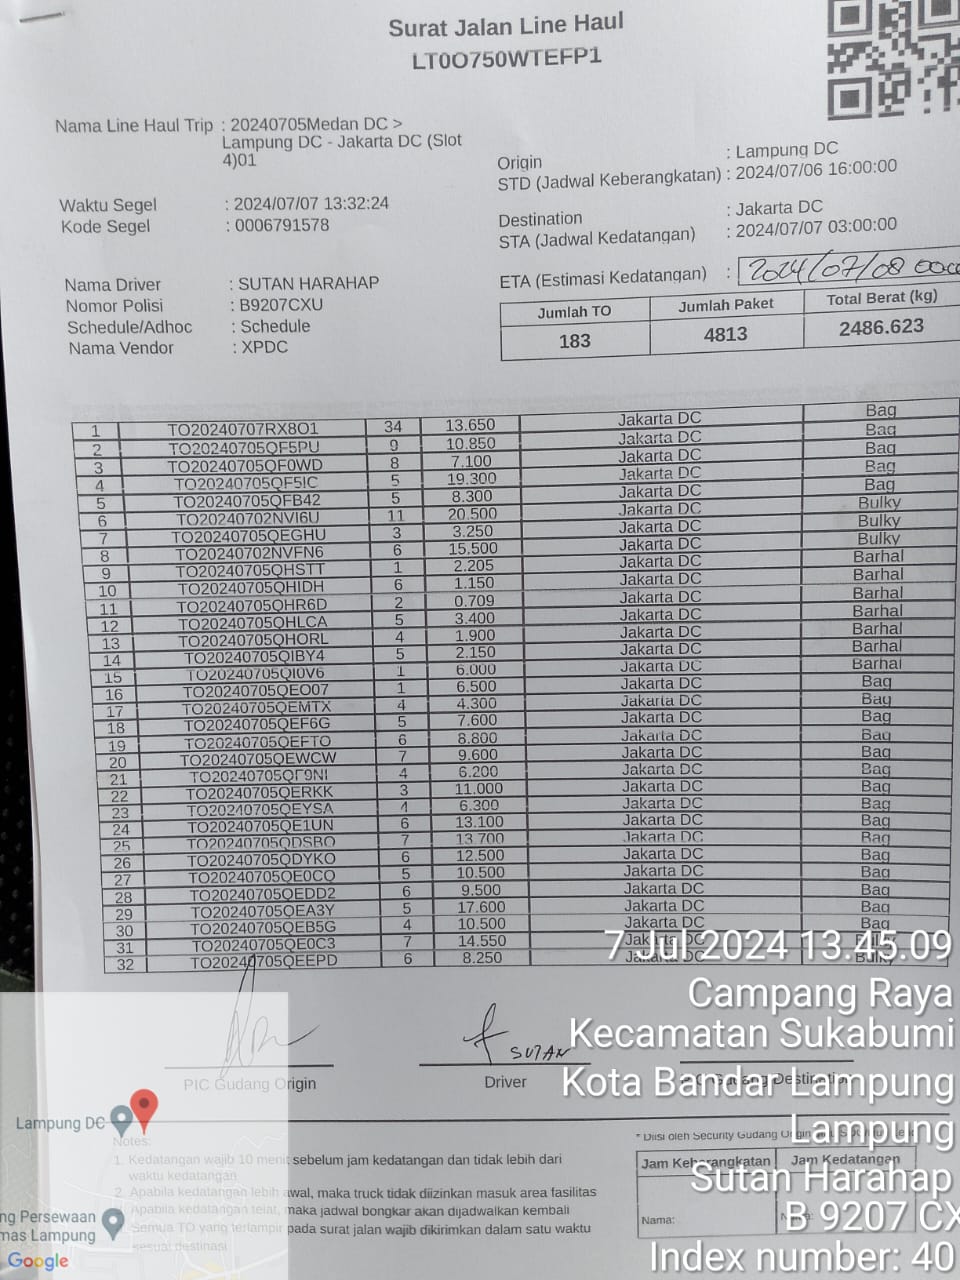 Surat Jalan Line Haul
LT0O750WTEFP1
Nama Line Haul Trip : 20240705Medan DC >
Lampung DC - Jakarta DC (Slot
4)01
Origin : Lampung DC
STD (Jadwal Keberangkatan) : 2024/07/06 16:00:00
Waktu Segel : 2024/07/07 13:32:24
Kode Segel : 0006791578
Destination : Jakarta DC
STA (Jadwal Kedatangan) : 2024/07/07 03:00:00
ETA (Estimasi Kedatangan) : 2024/07/08
Nama Driver : SUTAN HARAHAP
Nomor Polisi : B9207CXU
Schedule/Adhoc : Schedule
Nama Vendor : XPDC
Jumlah TO Jumlah Paket Total Berat (kg)
183 4813 2486.623
1 TO20240707RX8O1 34 13.650 Jakarta DC Bag
2 TO20240705QF5PU 9 10.850 Jakarta DC Bag
3 TO20240705QF0WD 8 7.100 Jakarta DC Bag
4 TO20240705QF5IC 5 19.300 Jakarta DC Bag
5 TO20240705QFB42 5 8.300 Jakarta DC Bag
6 TO20240702NVI6U 11 20.500 Jakarta DC Bulky
7 TO20240705QEGHU 3 3.250 Jakarta DC Bulky
8 TO20240702NVFN6 6 15.500 Jakarta DC Bulky
9 TO20240705QHSTT 1 2.205 Jakarta DC Barhal
10 TO20240705QHIDH 6 1.150 Jakarta DC Barhal
11 TO20240705QHR6D 2 0.709 Jakarta DC Barhal
12 TO20240705QHLCA 5 3.400 Jakarta DC Barhal
13 TO20240705QHORL 4 1.900 Jakarta DC Barhal
14 TO20240705QIBY4 5 2.150 Jakarta DC Barhal
15 TO20240705QI0V6 1 6.000 Jakarta DC Barhal
16 TO20240705QEO07 1 6.500 Jakarta DC Bag
17 TO20240705QEMTX 4 4.300 Jakarta DC Bag
18 TO20240705QEF6G 5 7.600 Jakarta DC Bag
19 TO20240705QEFTO 6 8.800 Jakarta DC Bag
20 TO20240705QEWCW 7 9.600 Jakarta DC Bag
21 4 6.200 Jakarta DC Bag
22 TO20240705QERKK 3 11.000 Jakarta DC Bag
23 TO20240705QEYSA 4 6.300 Jakarta DC Bag
24 TO20240705QE1UN 6 13.100 Jakarta DC Bag
25 TO20240705QDSBO 7 13.700 Jakarta DC Bag
26 TO20240705QDYKO 6 12.500 Jakarta DC Bag
27 TO20240705QE0CQ 5 10.500 Jakarta DC Bag
28 TO20240705QEDD2 6 9.500 Jakarta DC Bag
29 TO20240705QEA3Y 5 17.600 Jakarta DC Bag
30 TO20240705QEB5G 4 10.500 Jakarta DC Bag
31 TO20240705QE0C3 7 14.550 Jakarta DC Bulky
32 TO20240705QEEPD 6 8.250 Jakarta DC Bulky
7 Jul 2024 13.45.09
Campang Raya
Kecamatan Sukabumi
Kota Bandar Lampung
Lampung
Sutan Harahap
B 9207 CX
Index number: 40
SUTAN
PIC Gudang Origin Driver PIC Gudang Destination
Lampung DC
Notes:
1. Kedatangan wajib 10 menit sebelum jam kedatangan dan tidak lebih dari
waktu kedatangan
2. Apabila kedatangan lebih awal, maka truck tidak diizinkan masuk area fasilitas
Apabila kedatangan telat, maka jadwal bongkar akan dijadwalkan kembali
Semua TO yang terlampir pada surat jalan wajib dikirimkan dalam satu waktu
sesuai destinasi
* Diisi oleh Security Gudang Origin
Jam Keberangkatan Jam Kedatangan
Nama:
ng Persewaan
mas Lampung
Google